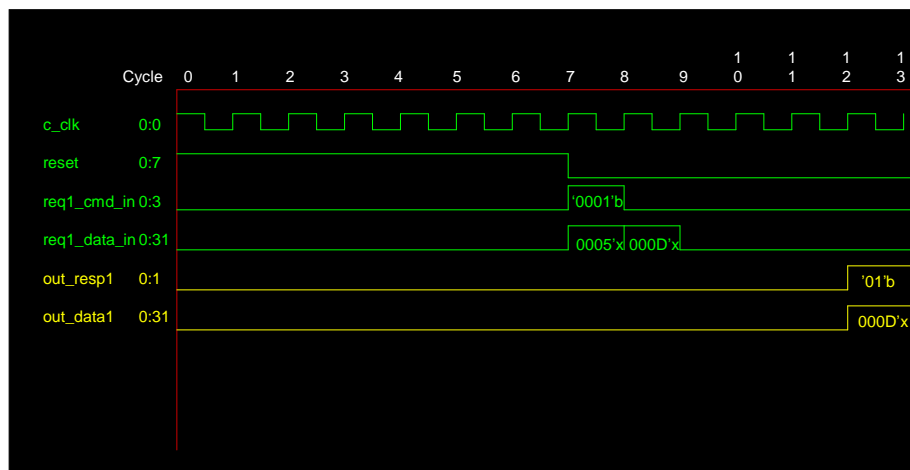 1 1 1 1
Cycle 0 1 2 3 4 5 6 7 8 9 0 1 2 3
c_clk 0:0
reset 0:7
req1_cmd_in 0:3 '0001'b
req1_data_in 0:31 0005'x 000D'x
out_resp1 0:1 '01'b
out_data1 0:31 000D'x